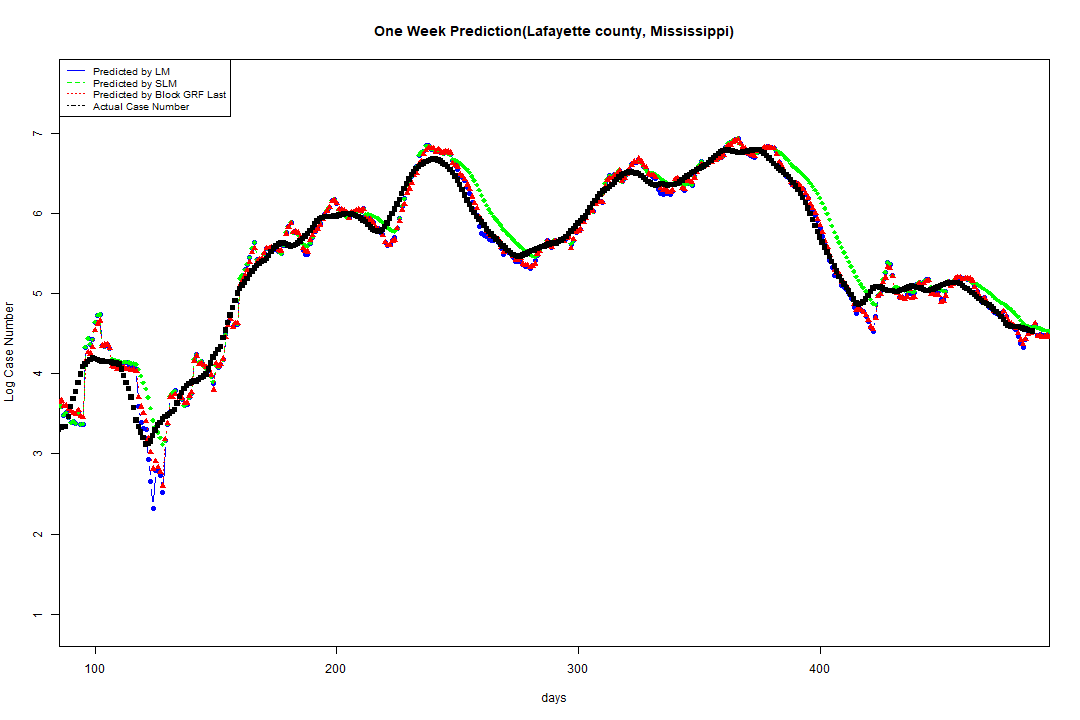 One Week Prediction(Lafayette county, Mississippi)
Predicted by LM
Predicted by SLM
Predicted by Block GRF Last
Actual Case Number
7
6
5
4
3
2
1
Log Case Number
100 200 300 400
days